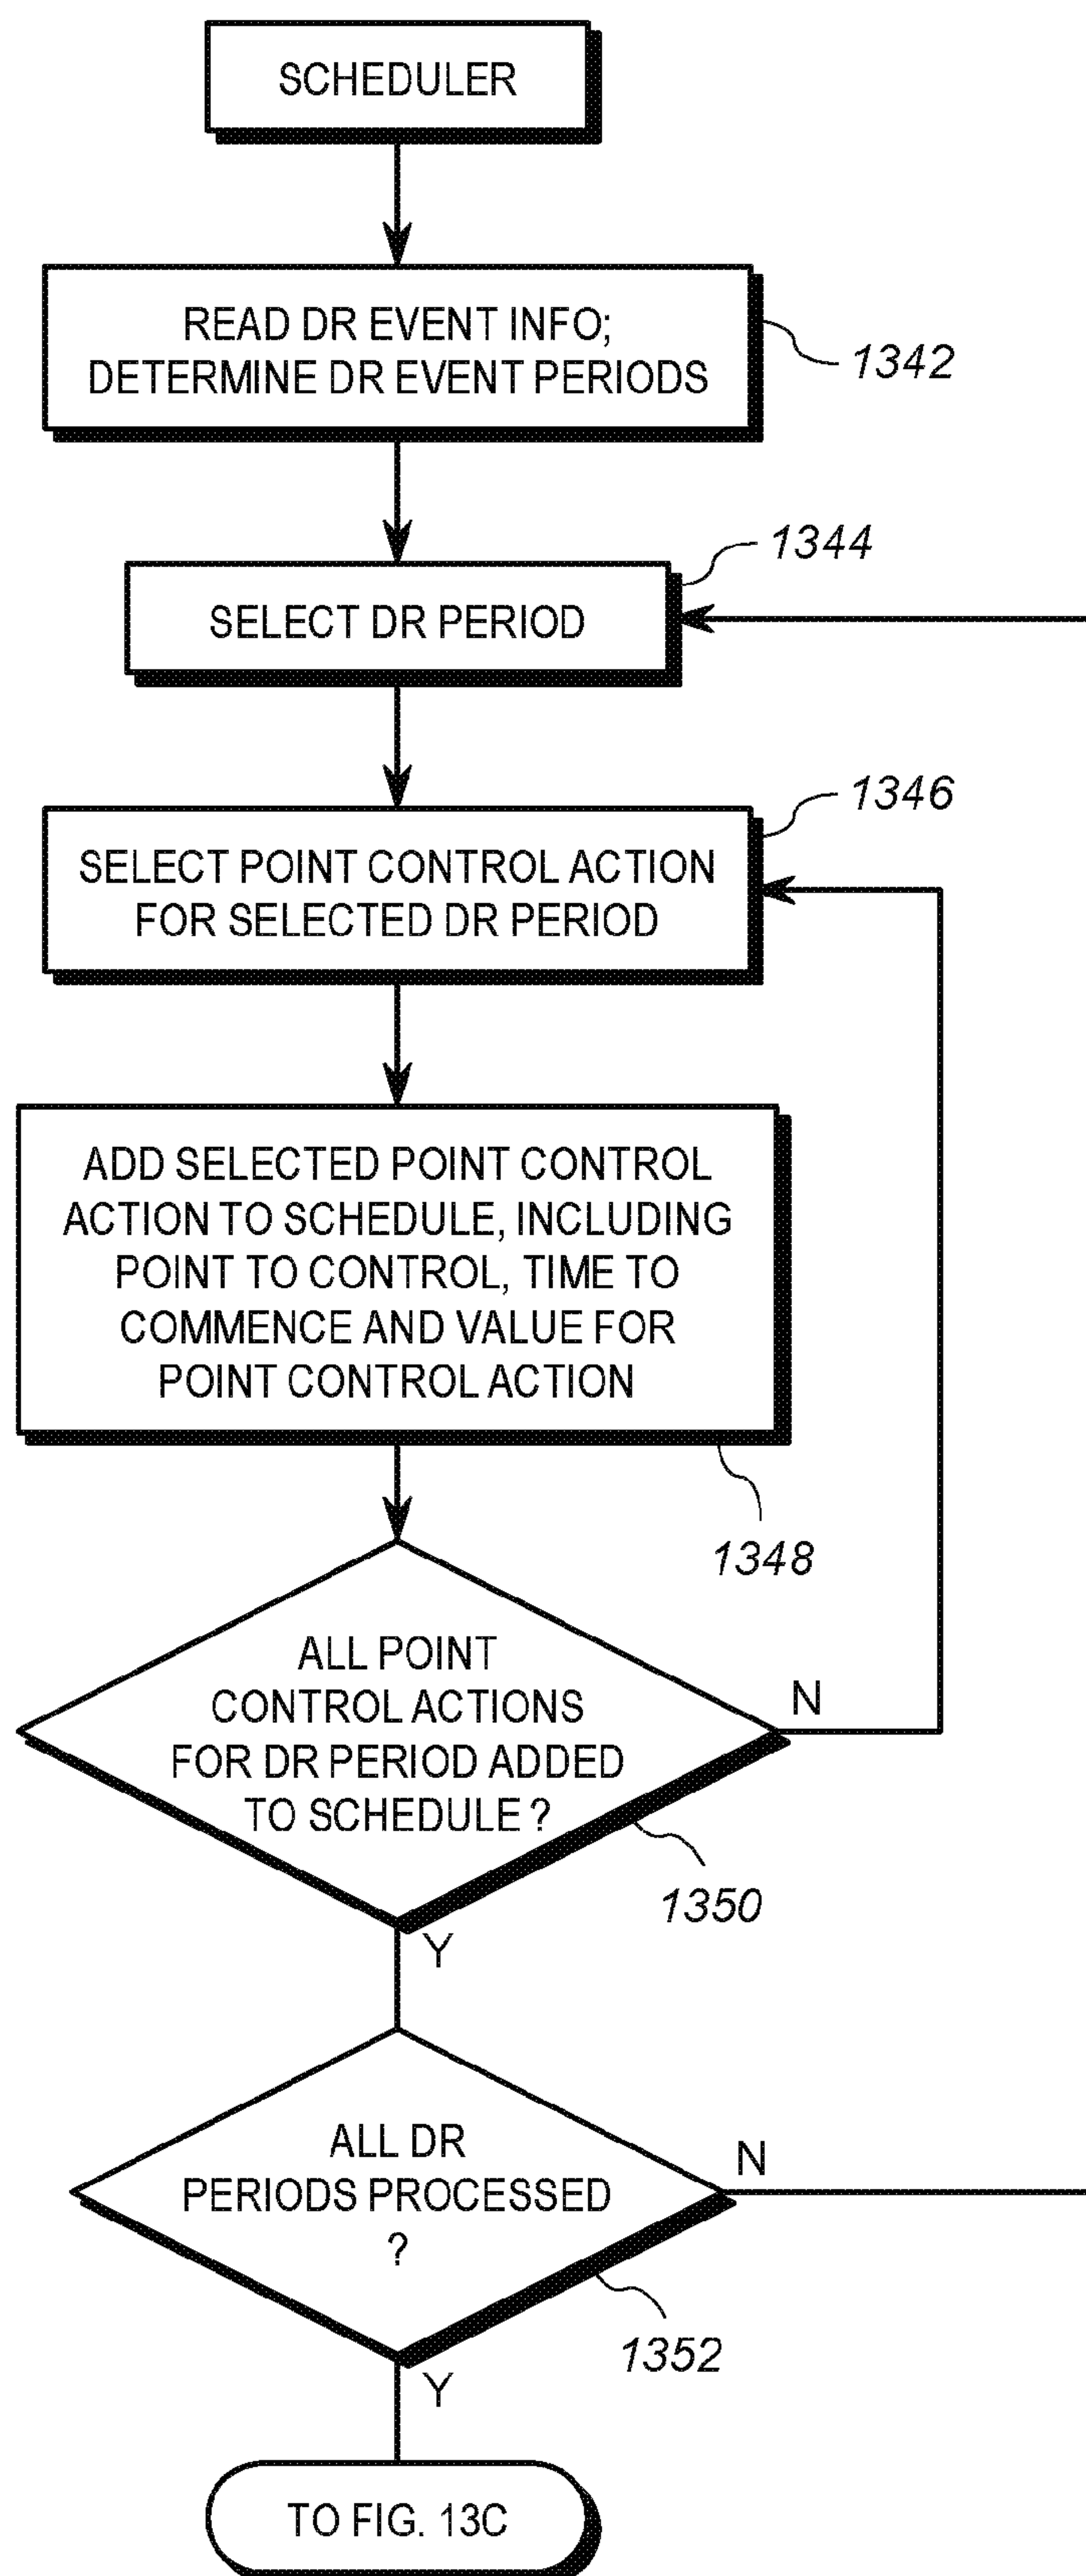 SCHEDULER
READ DR EVENT INFO;
DETERMINE DR EVENT PERIODS
1342
1344
SELECT DR PERIOD
1346
SELECT POINT CONTROL ACTION
FOR SELECTED DR PERIOD
ADD SELECTED POINT CONTROL
ACTION TO SCHEDULE, INCLUDING
POINT TO CONTROL, TIME TO
COMMENCE AND VALUE FOR
POINT CONTROL ACTION
1348
ALL POINT
CONTROL ACTIONS
FOR DR PERIOD ADDED
TO SCHEDULE ?
N
1350
Y
ALL DR
PERIODS PROCESSED
?
N
1352
Y
TO FIG. 13C